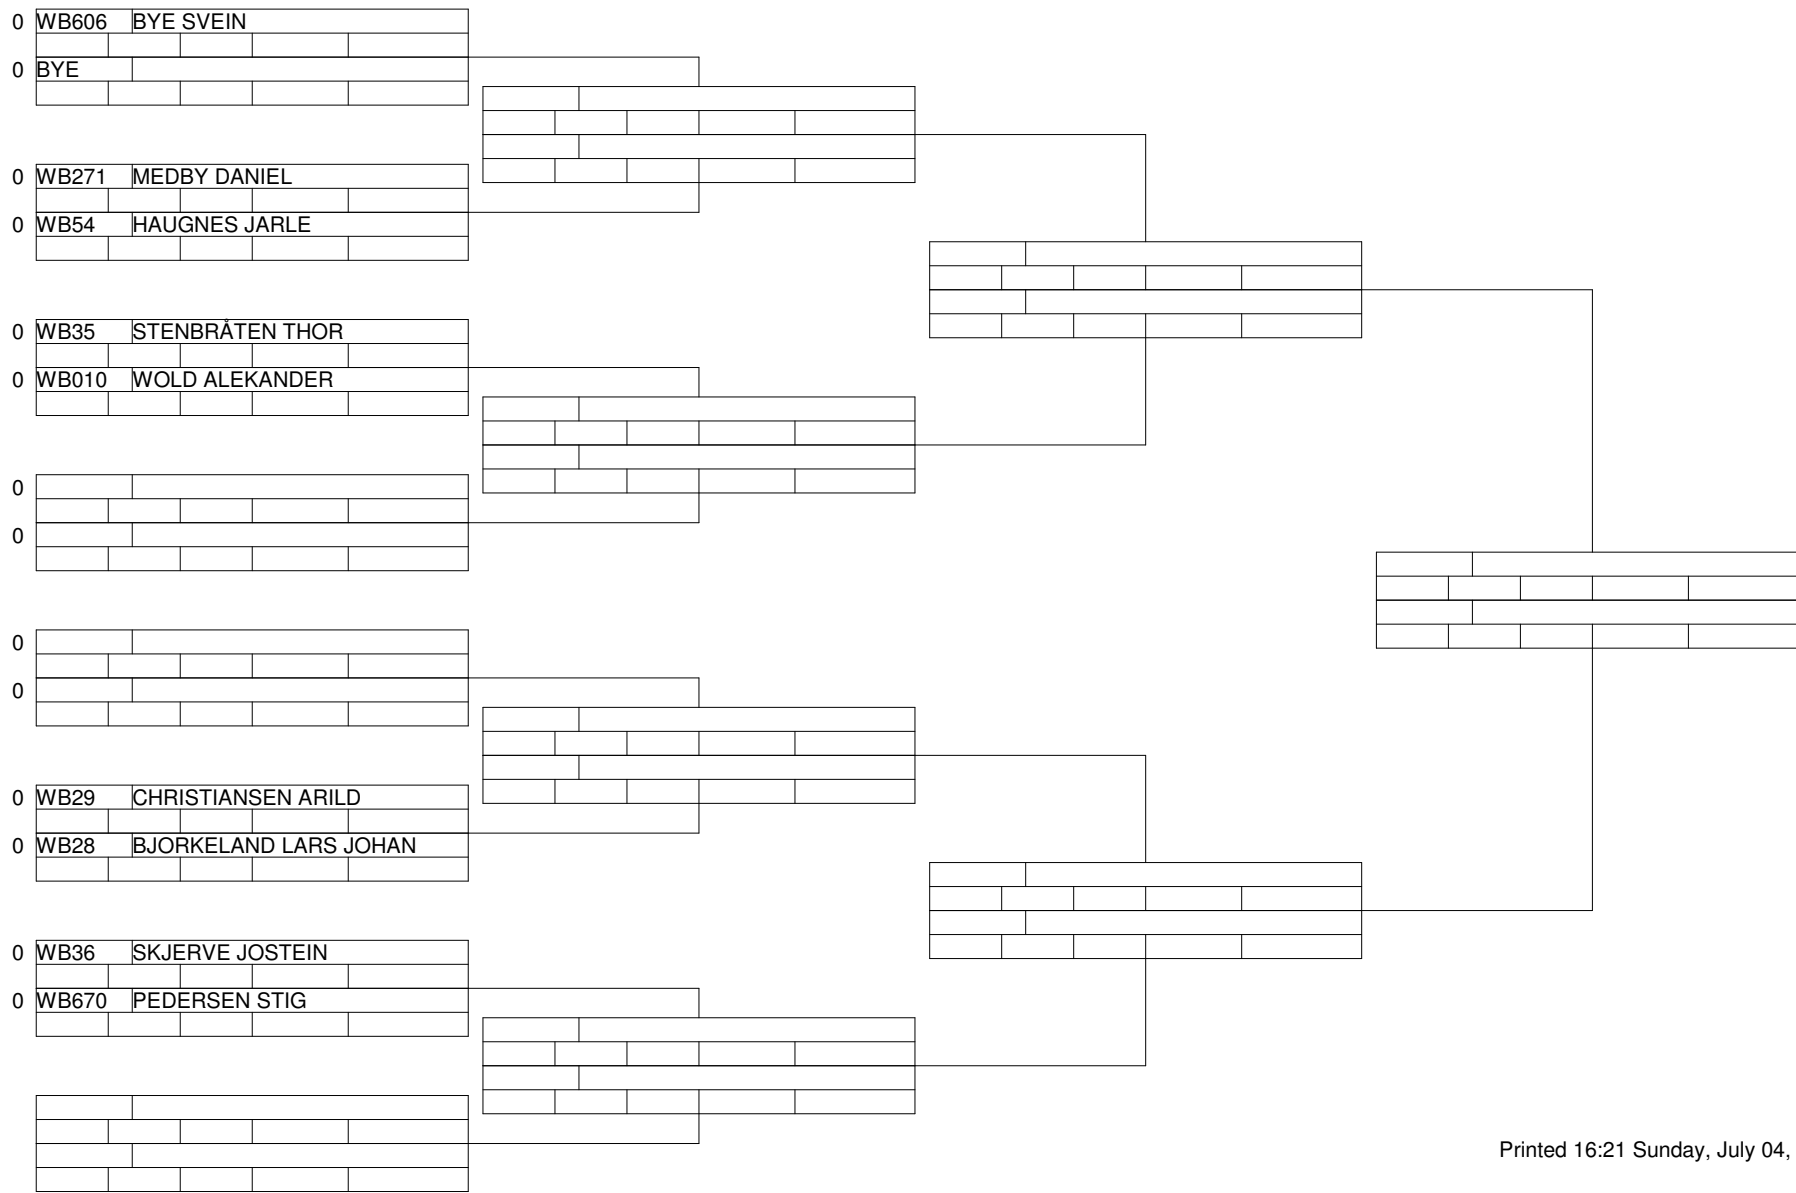 0 WB606 BYE SVEIN
0 BYE
0 WB271 MEDBY DANIEL
0 WB54 HAUGNES JARLE
0 WB35 STENBRÅTEN THOR
0 WB010 WOLD ALEKANDER
0
0
0
0
0 WB29 CHRISTIANSEN ARILD
0 WB28 BJORKELAND LARS JOHAN
0 WB36 SKJERVE JOSTEIN
0 WB670 PEDERSEN STIG
Printed 16:21 Sunday, July 04,